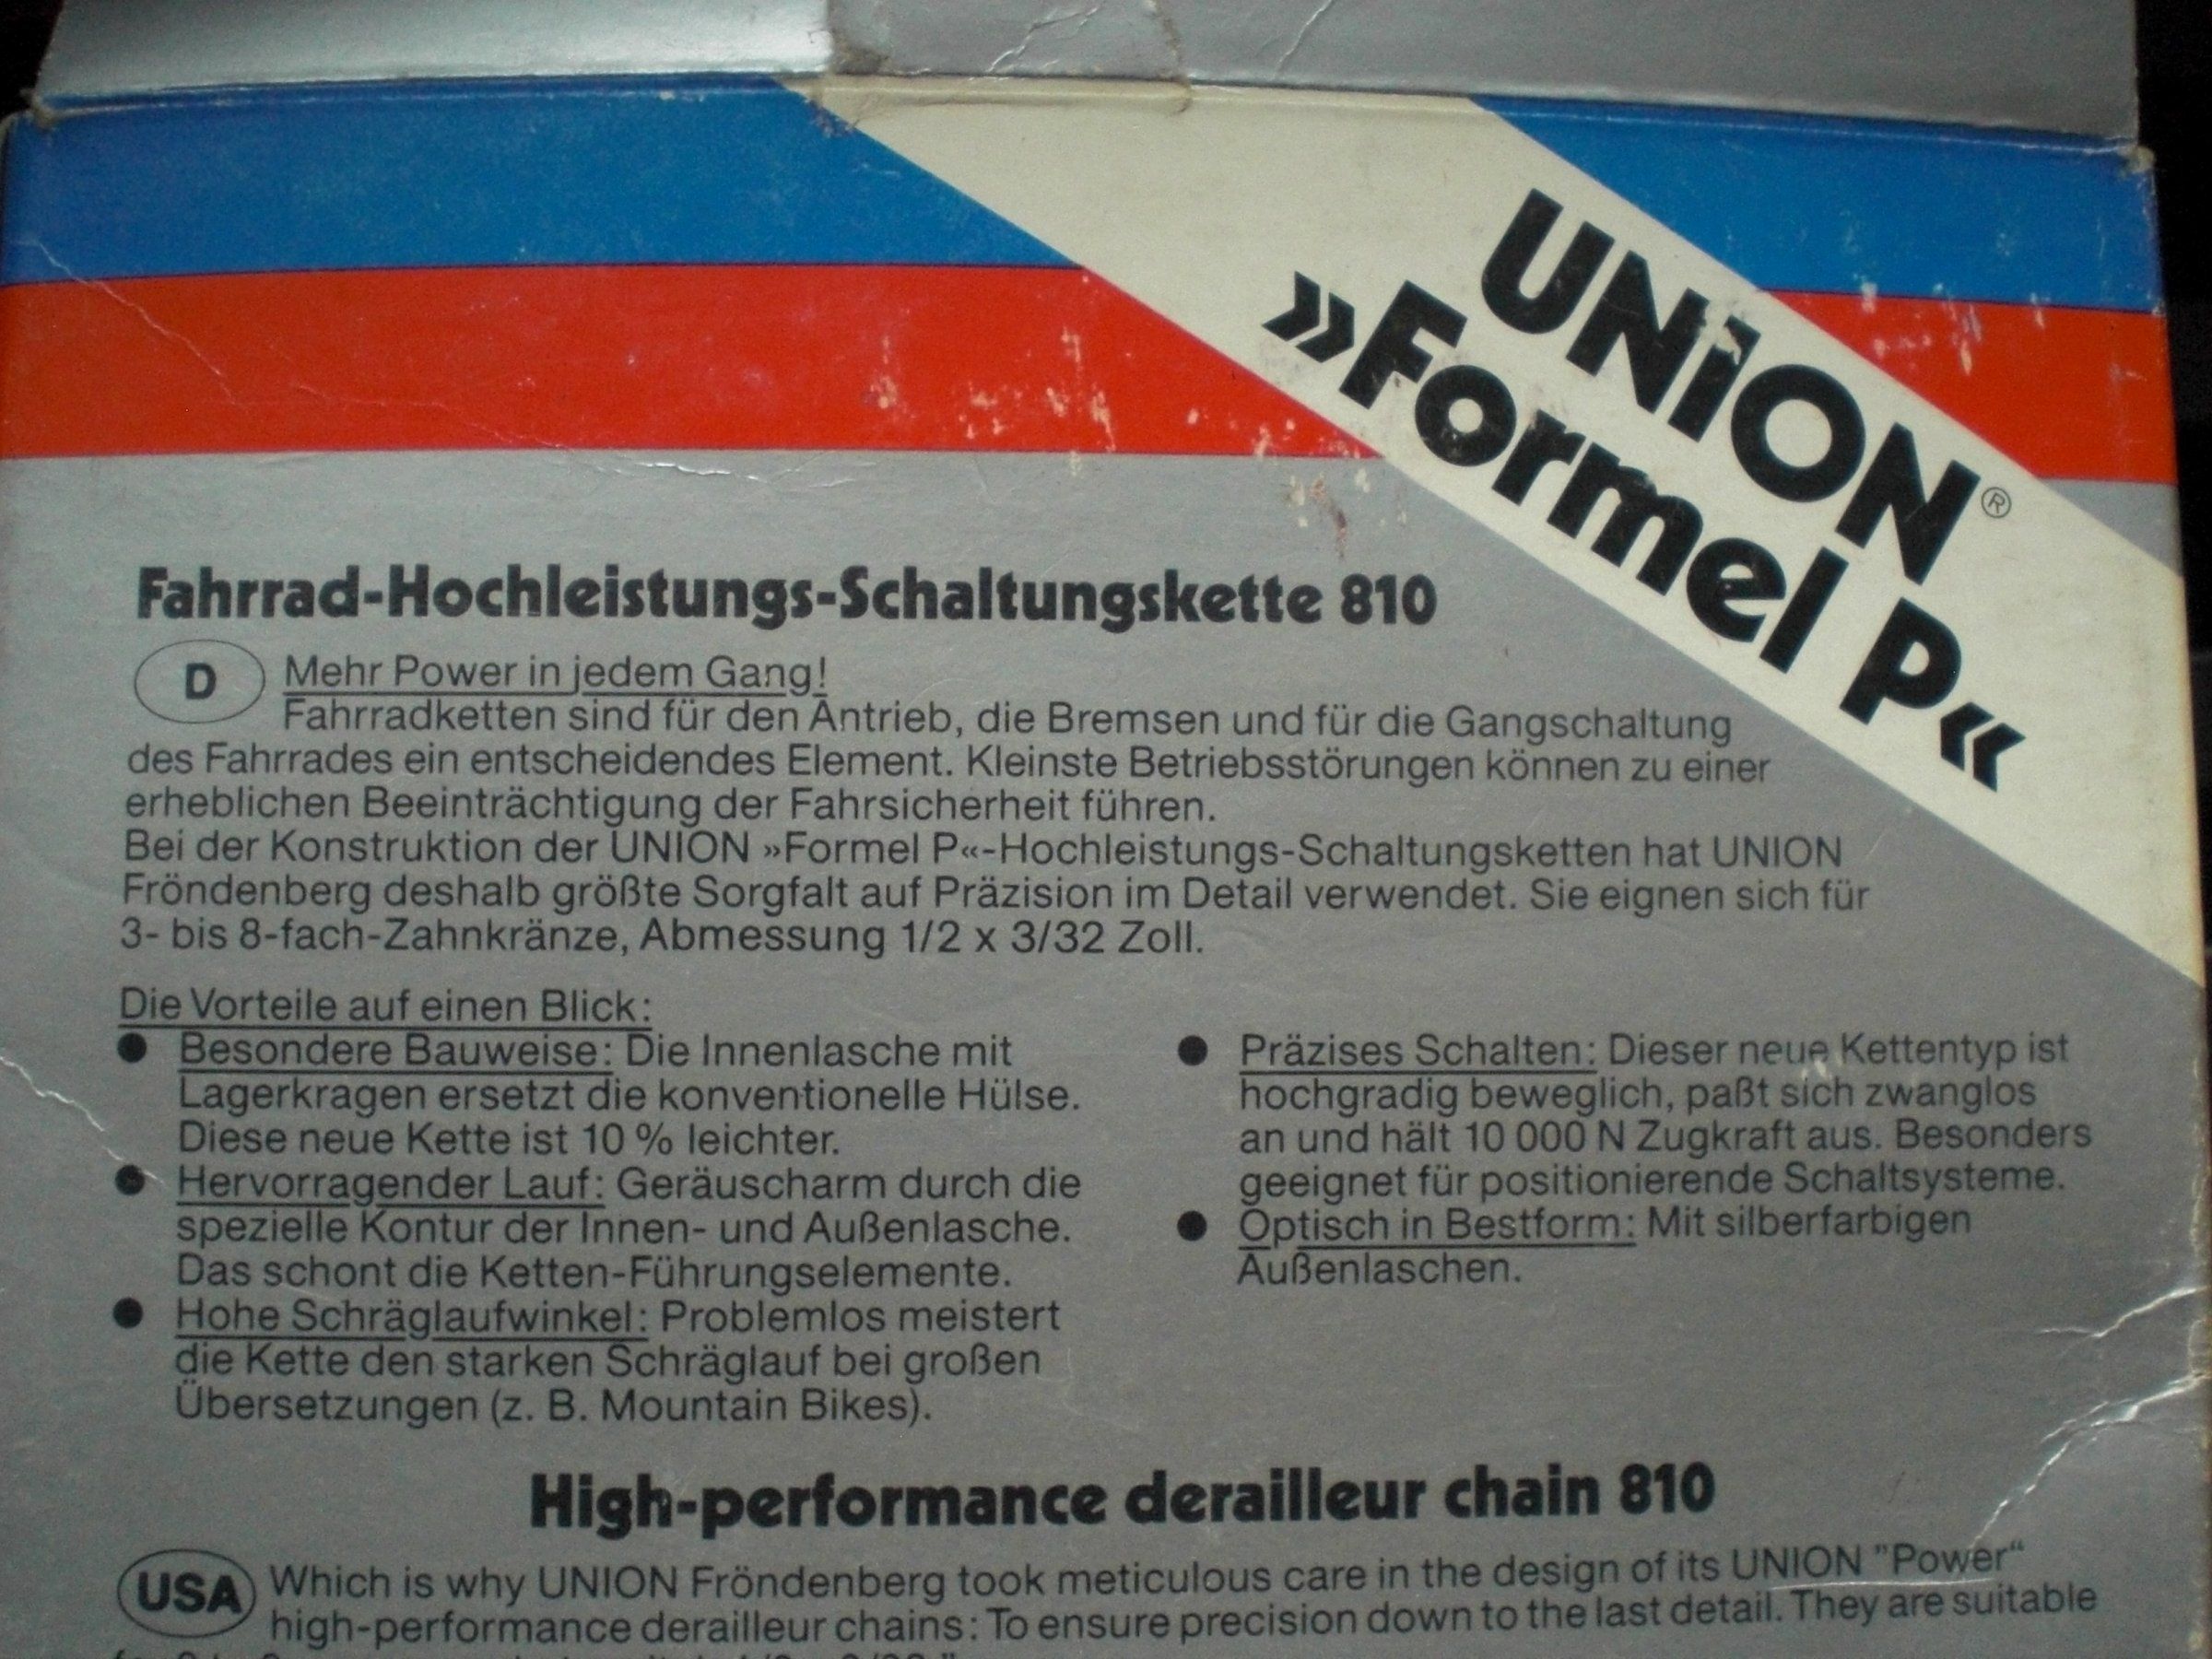 UNiON®
»Formel P«
Fahrrad-Hochleistungs-Schaltungskette 810
D Mehr Power in jedem Gang!
Fahrradketten sind für den Antrieb, die Bremsen und für die Gangschaltung
des Fahrrades ein entscheidendes Element. Kleinste Betriebsstörungen können zu einer
erheblichen Beeinträchtigung der Fahrsicherheit führen.
Bei der Konstruktion der UNION »Formel P«-Hochleistungs-Schaltungsketten hat UNION
Fröndenberg deshalb größte Sorgfalt auf Präzision im Detail verwendet. Sie eignen sich für
3- bis 8-fach-Zahnkränze, Abmessung 1/2 x 3/32 Zoll.
Die Vorteile auf einen Blick:
● Besondere Bauweise: Die Innenlasche mit
Lagerkragen ersetzt die konventionelle Hülse.
Diese neue Kette ist 10 % leichter.
● Hervorragender Lauf: Geräuscharm durch die
spezielle Kontur der Innen- und Außenlasche.
Das schont die Ketten-Führungselemente.
● Hohe Schräglaufwinkel: Problemlos meistert
die Kette den starken Schräglauf bei großen
Übersetzungen (z. B. Mountain Bikes).
● Präzises Schalten: Dieser neue Kettentyp ist
hochgradig beweglich, paßt sich zwanglos
an und hält 10 000 N Zugkraft aus. Besonders
geeignet für positionierende Schaltsysteme.
● Optisch in Bestform: Mit silberfarbigen
Außenlaschen.
High-performance derailleur chain 810
USA Which is why UNION Fröndenberg took meticulous care in the design of its UNION "Power“
high-performance derailleur chains: To ensure precision down to the last detail. They are suitable